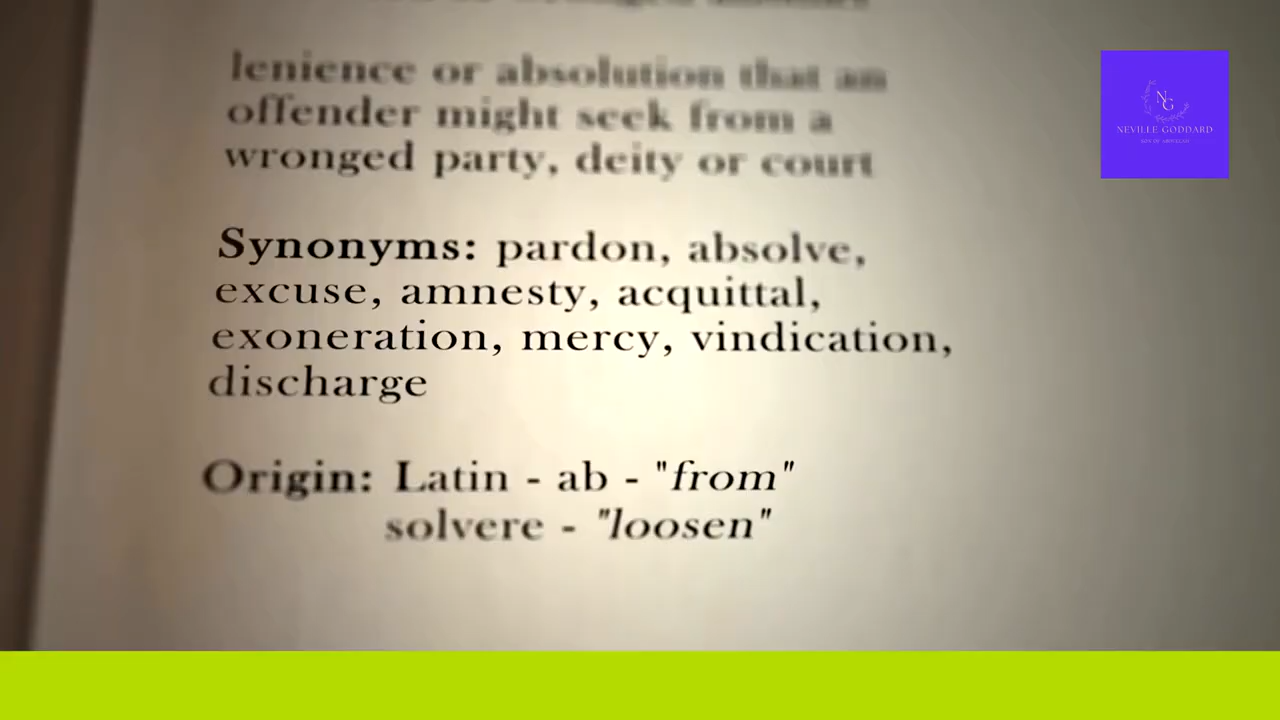 lenience or absolution that an
offender might seek from a
wronged party, deity or court
Synonyms: pardon, absolve,
excuse, amnesty, acquittal,
exoneration, mercy, vindication,
discharge
Origin: Latin - ab - "from"
solvere - "loosen"
NG
NEVILLE GODDARD